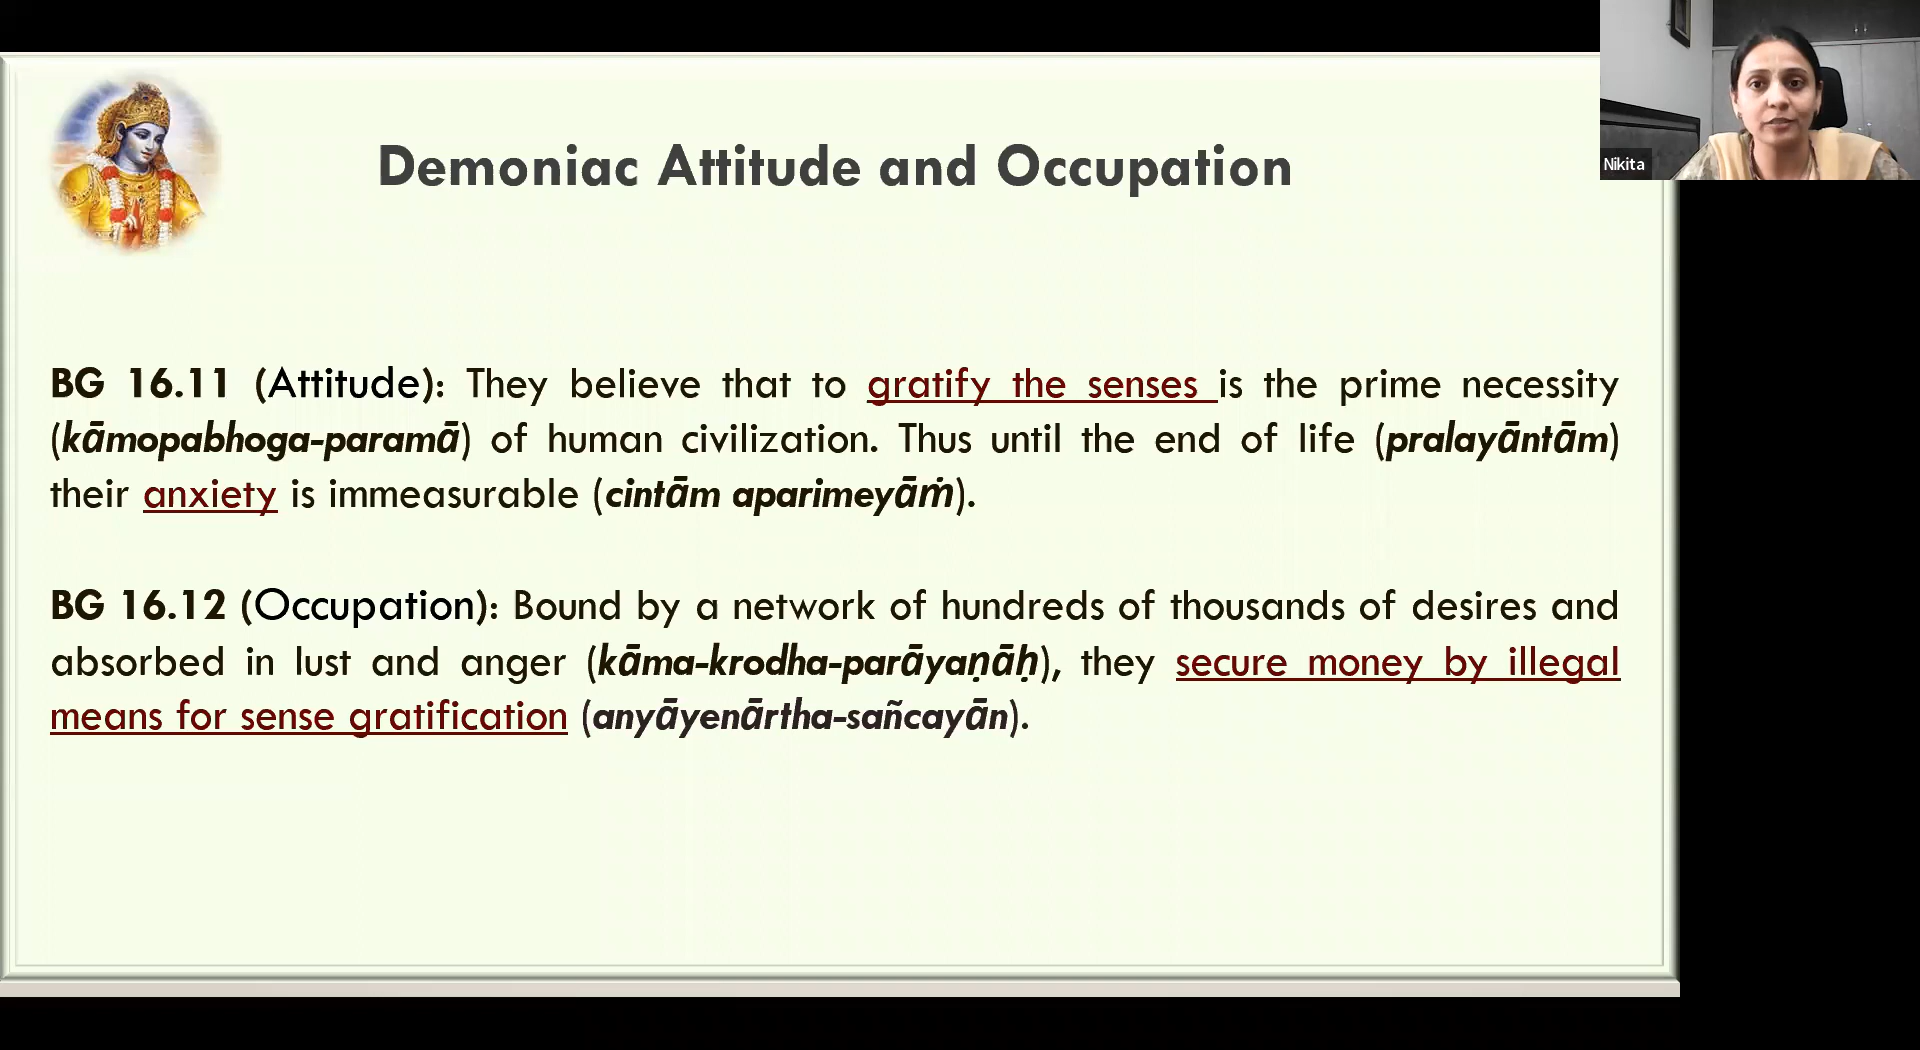 Demoniac Attitude and Occupation
Nikita
BG 16.11 (Attitude): They believe that to gratify the senses is the prime necessity
(kāmopabhoga-paramā) of human civilization. Thus until the end of life (pralayāntām)
their anxiety is immeasurable (cintām aparimeyāṁ).
BG 16.12 (Occupation): Bound by a network of hundreds of thousands of desires and
absorbed in lust and anger (kāma-krodha-parāyaṇāḥ), they secure money by illegal
means for sense gratification (anyāyenārtha-sañcayān).